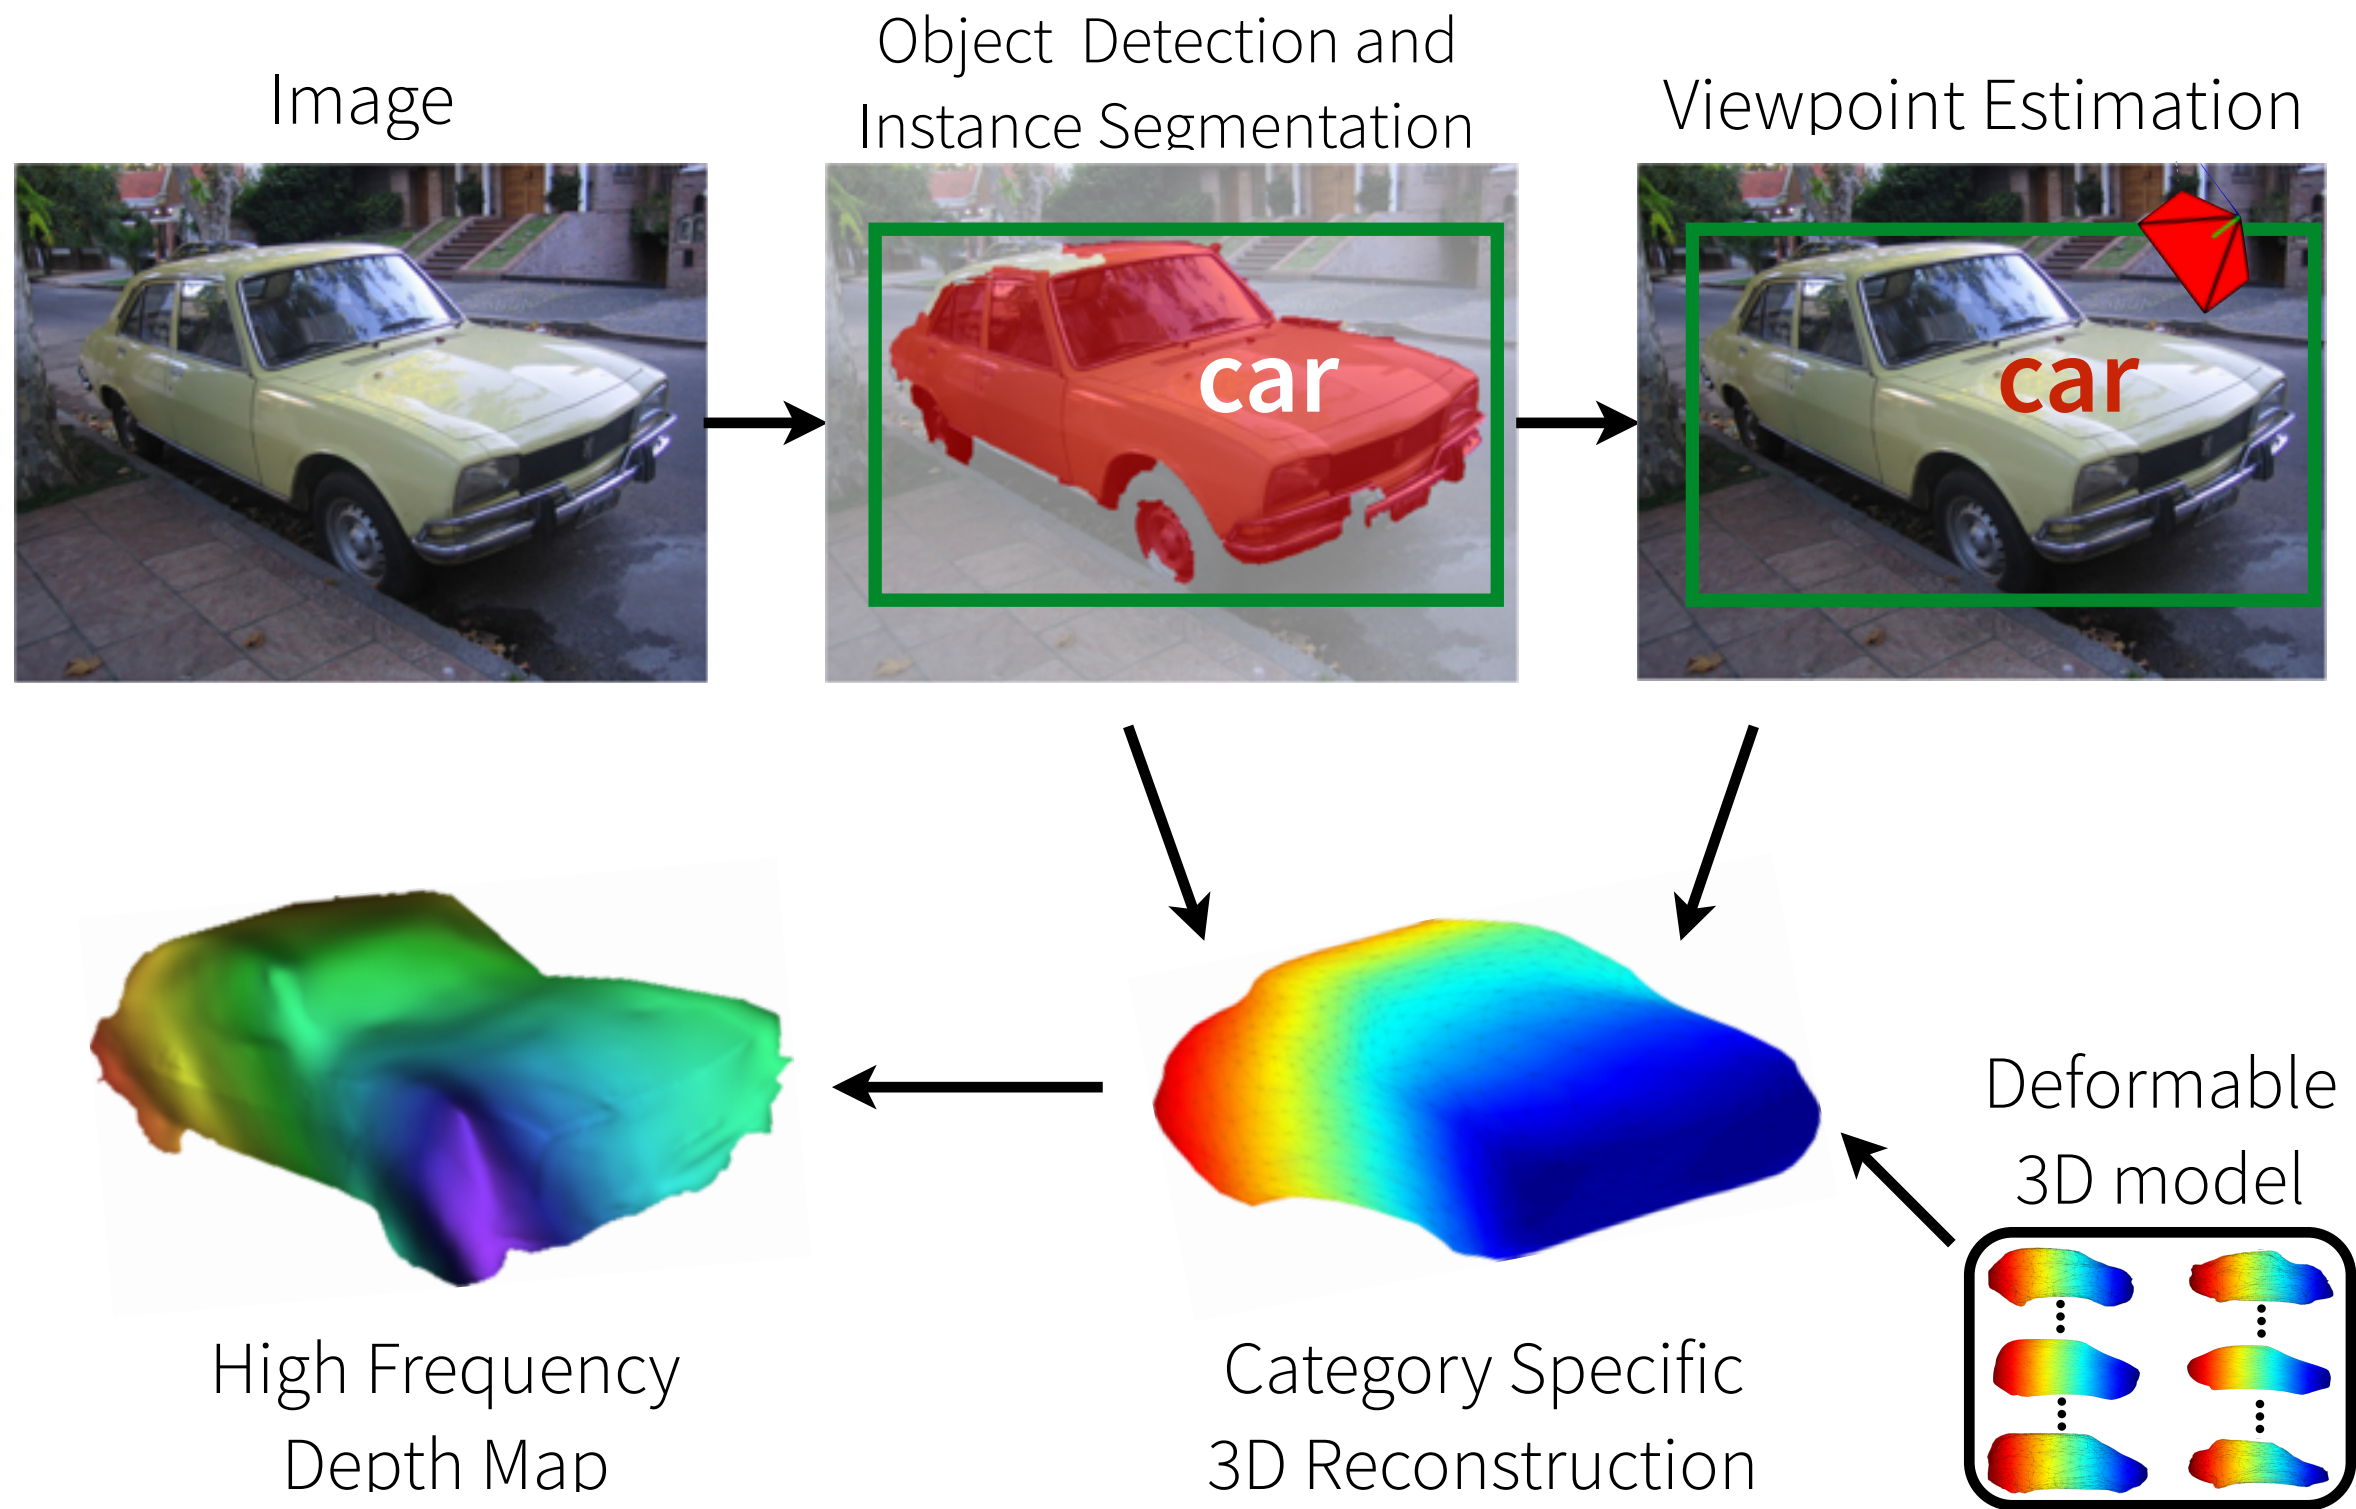 Image
Object Detection and
Instance Segmentation
Viewpoint Estimation
car
car
High Frequency
Depth Map
Category Specific
3D Reconstruction
Deformable
3D model